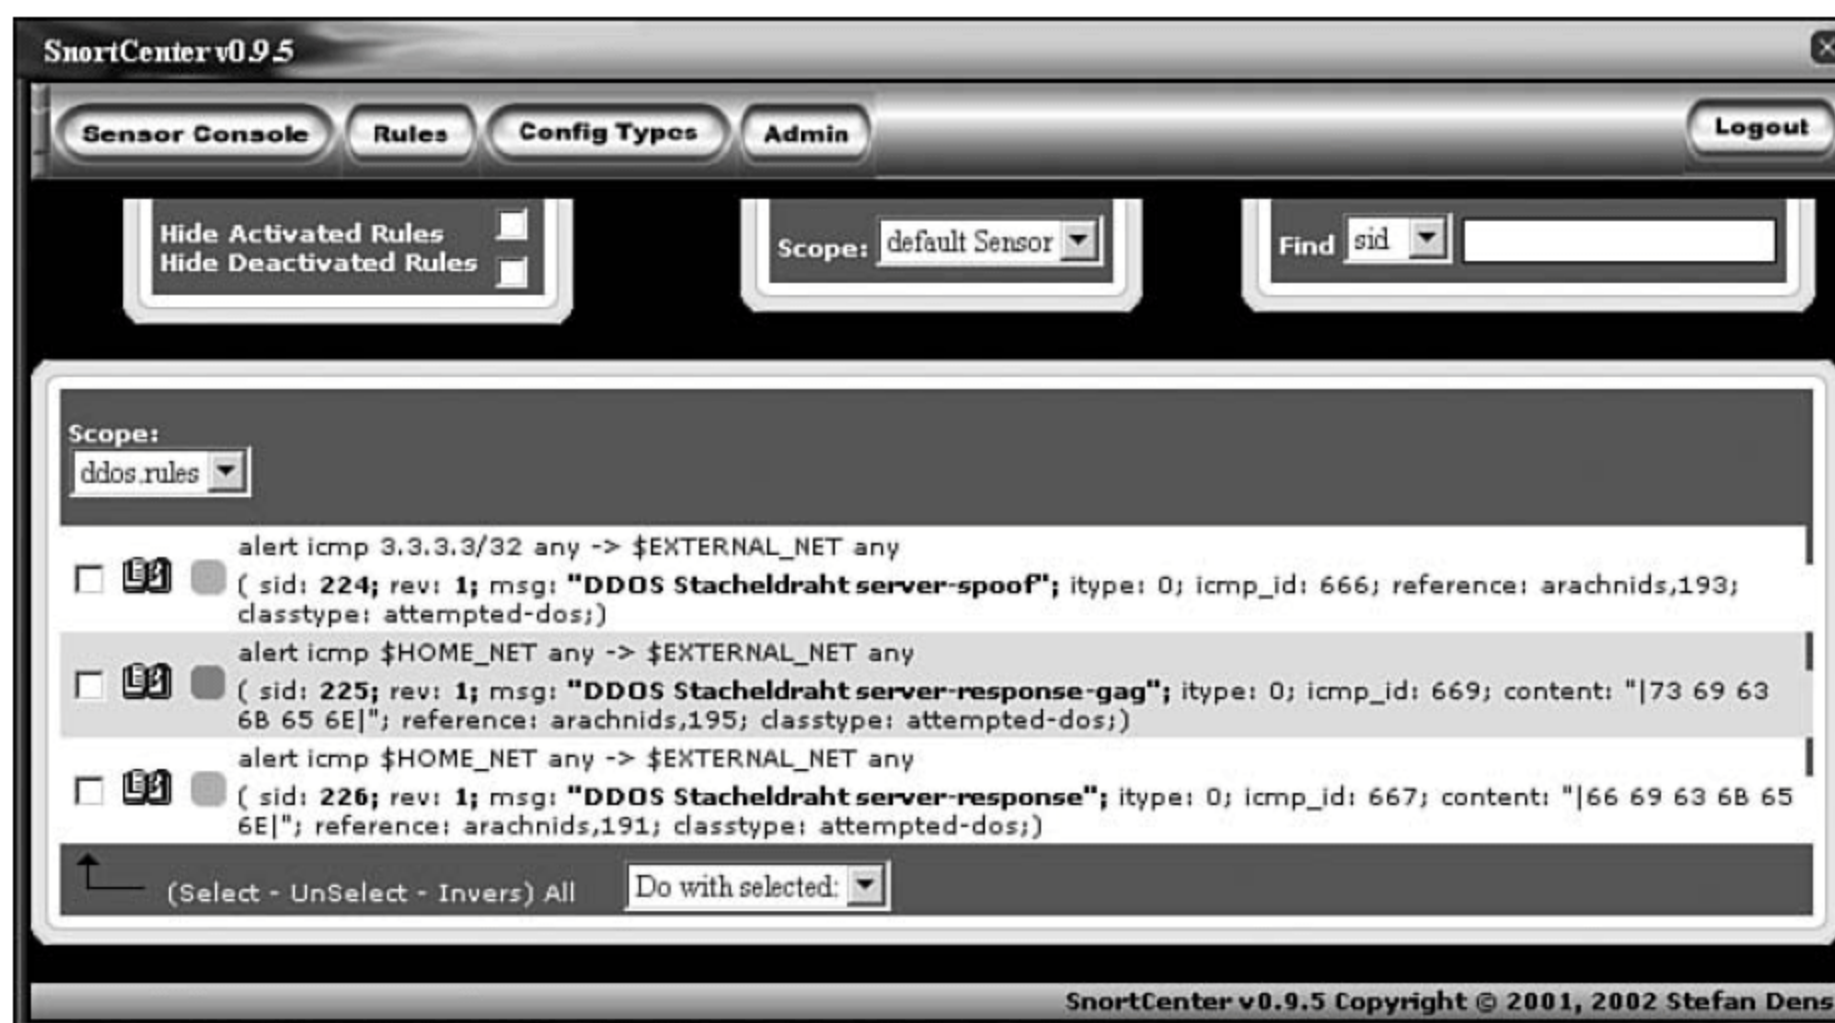 SnortCenter v0.9.5
Sensor Console Rules Config Types Admin Logout
Hide Activated Rules
Hide Deactivated Rules
Scope: default Sensor
Find sid
Scope:
ddos.rules
alert icmp 3.3.3.3/32 any -> $EXTERNAL_NET any
( sid: 224; rev: 1; msg: "DDOS Stacheldraht server-spoof"; itype: 0; icmp_id: 666; reference: arachnids,193;
classtype: attempted-dos;)
alert icmp $HOME_NET any -> $EXTERNAL_NET any
( sid: 225; rev: 1; msg: "DDOS Stacheldraht server-response-gag"; itype: 0; icmp_id: 669; content: "|73 69 63
6B 65 6E|"; reference: arachnids,195; classtype: attempted-dos;)
alert icmp $HOME_NET any -> $EXTERNAL_NET any
( sid: 226; rev: 1; msg: "DDOS Stacheldraht server-response"; itype: 0; icmp_id: 667; content: "|66 69 63 6B 65
6E|"; reference: arachnids,191; classtype: attempted-dos;)
(Select - UnSelect - Invers) All Do with selected:
SnortCenter v0.9.5 Copyright © 2001, 2002 Stefan Dens